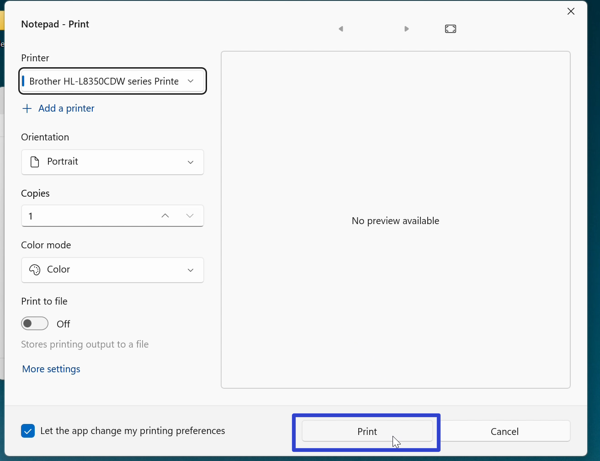 Notepad - Print
Printer
Brother HL-L8350CDW series Printe
Add a printer
Orientation
Portrait
Copies
1
Color mode
Color
Print to file
Off
Stores printing output to a file
More settings
No preview available
Let the app change my printing preferences
Print
Cancel